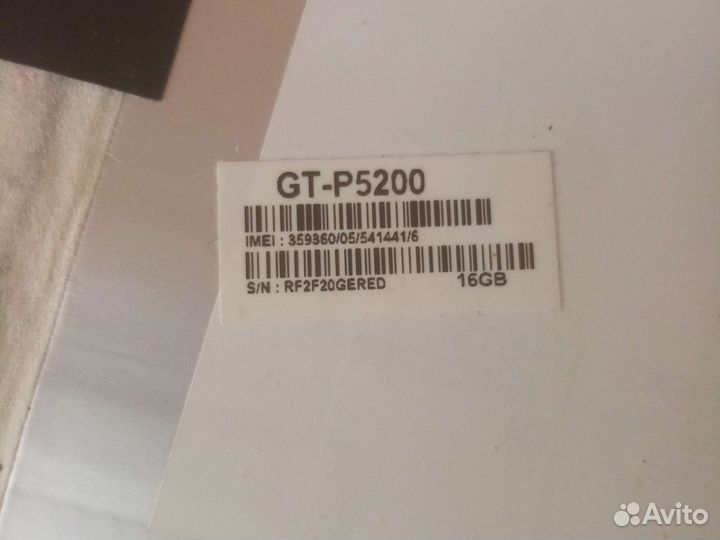 GT-P5200
IMEI : 359360/05/541441/6
S/N : RF2F20GERED
16GB
Avito